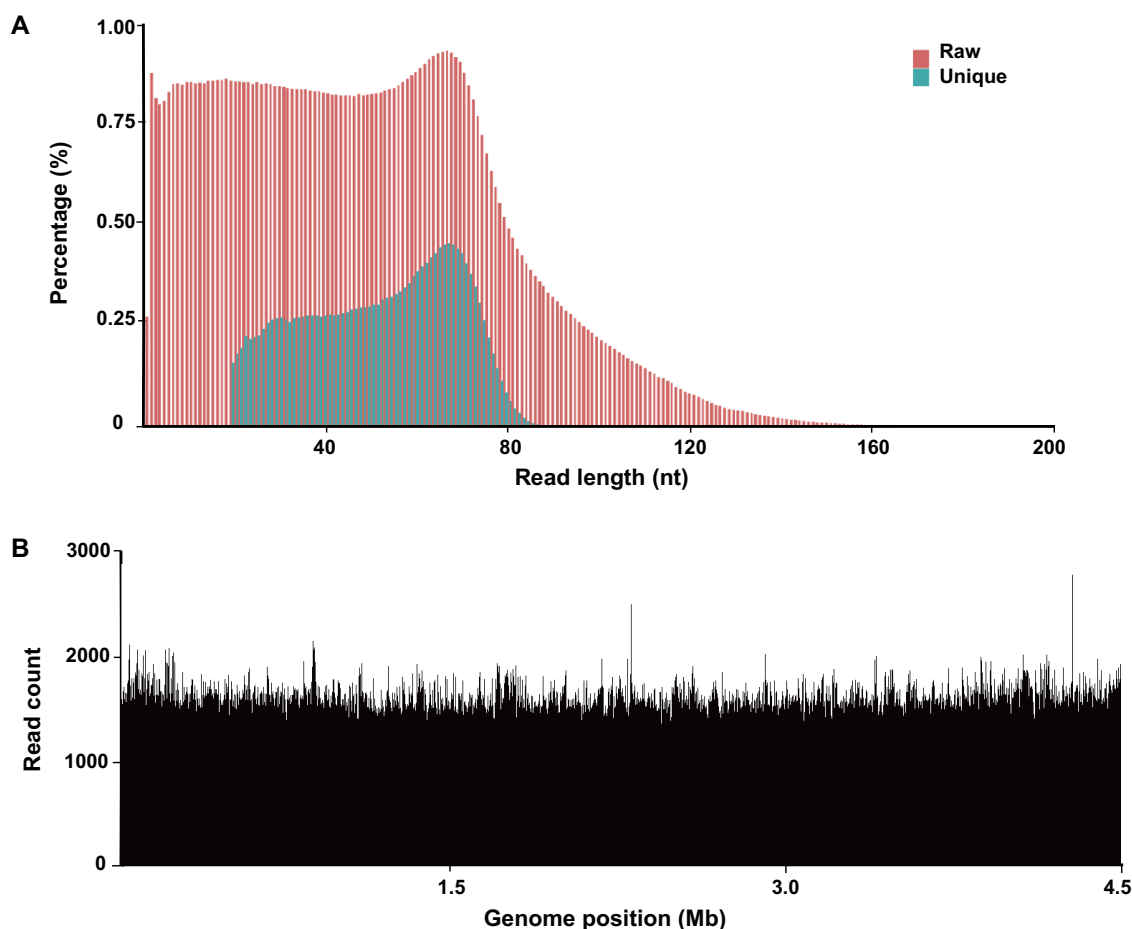 A
Percentage (%)
1.00
0.75
0.50
0.25
0
Raw
Unique
40 80 120 160 200
Read length (nt)
B
Read count
3000
2000
1000
0
1.5 3.0 4.5
Genome position (Mb)